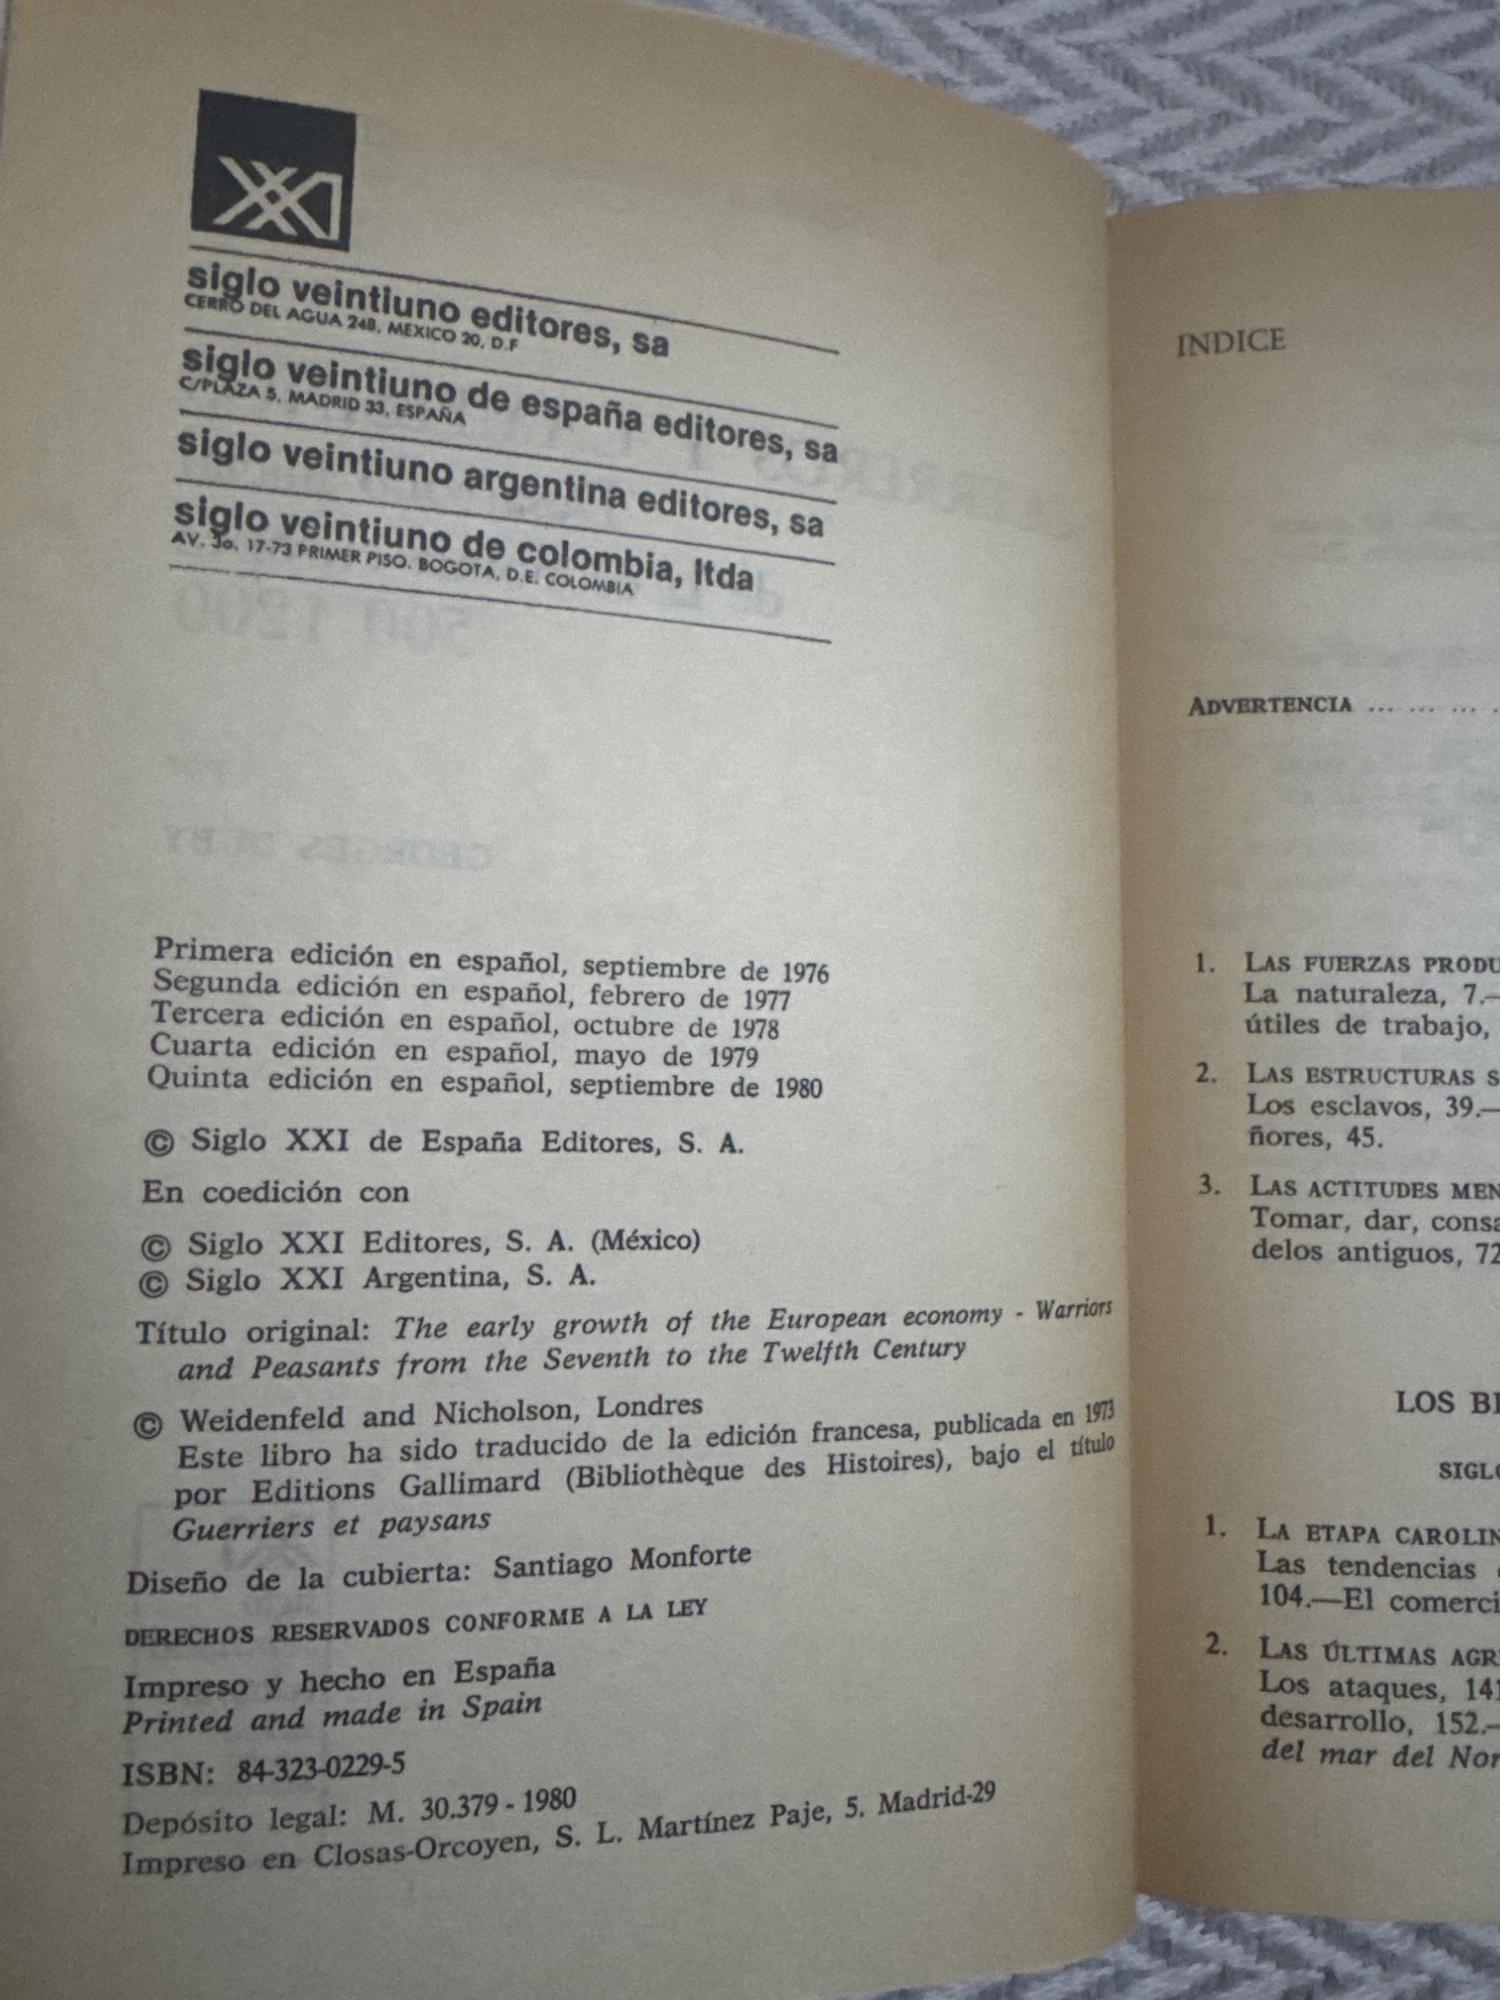 siglo veintiuno editores, sa
CERRO DEL AGUA 248, MEXICO 20, D.F
siglo veintiuno de españa editores, sa
C/PLAZA 5, MADRID 33, ESPAÑA
siglo veintiuno argentina editores, sa
siglo veintiuno de colombia, ltda
AV. 3a. 17-73 PRIMER PISO. BOGOTA, D.E. COLOMBIA
Primera edición en español, septiembre de 1976
Segunda edición en español, febrero de 1977
Tercera edición en español, octubre de 1978
Cuarta edición en español, mayo de 1979
Quinta edición en español, septiembre de 1980
© Siglo XXI de España Editores, S. A.
En coedición con
© Siglo XXI Editores, S. A. (México)
© Siglo XXI Argentina, S. A.
Título original: The early growth of the European economy - Warriors
and Peasants from the Seventh to the Twelfth Century
© Weidenfeld and Nicholson, Londres
Este libro ha sido traducido de la edición francesa, publicada en 1973
por Editions Gallimard (Bibliothèque des Histoires), bajo el título
Guerriers et paysans
Diseño de la cubierta: Santiago Monforte
DERECHOS RESERVADOS CONFORME A LA LEY
Impreso y hecho en España
Printed and made in Spain
ISBN: 84-323-0229-5
Depósito legal: M. 30.379 - 1980
Impreso en Closas-Orcoyen, S. L. Martínez Paje, 5. Madrid-29
INDICE
ADVERTENCIA ... ... ... .
1. LAS FUERZAS PRODU
La naturaleza, 7.—
útiles de trabajo,
2. LAS ESTRUCTURAS S
Los esclavos, 39.—
ñores, 45.
3. LAS ACTITUDES MEN
Tomar, dar, consa
delos antiguos, 72
LOS BE
SIGLO
1. LA ETAPA CAROLIN
Las tendencias
104.—El comerci
2. LAS ÚLTIMAS AGR
Los ataques, 141
desarrollo, 152.—
del mar del Nor